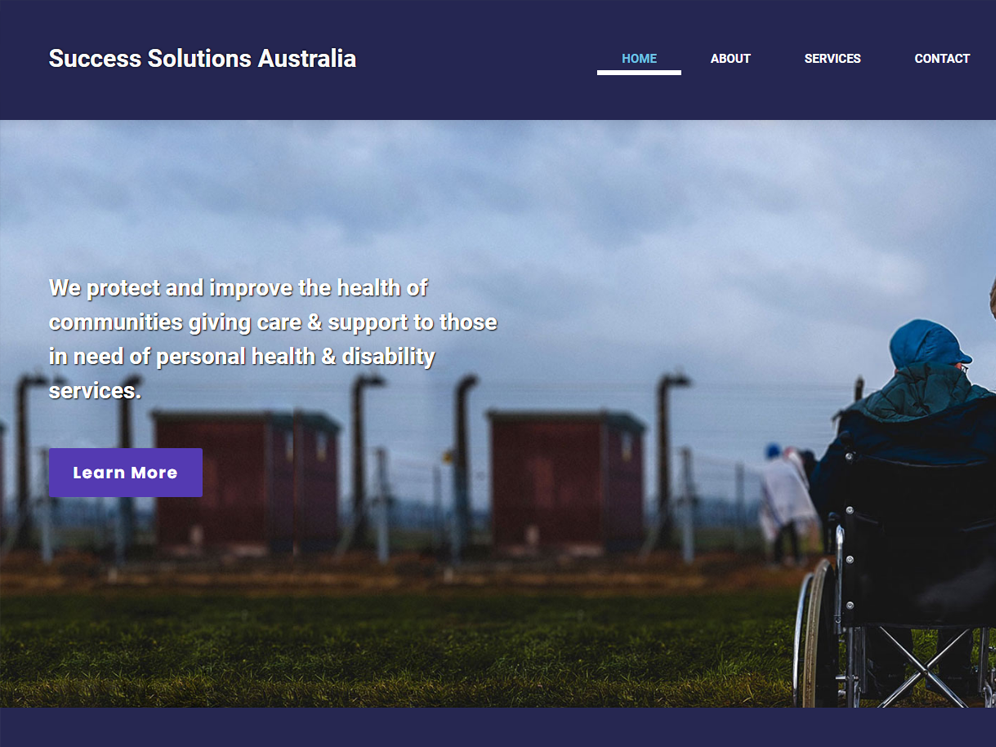 Success Solutions Australia
HOME ABOUT SERVICES CONTACT
We protect and improve the health of
communities giving care & support to those
in need of personal health & disability
services.
Learn More